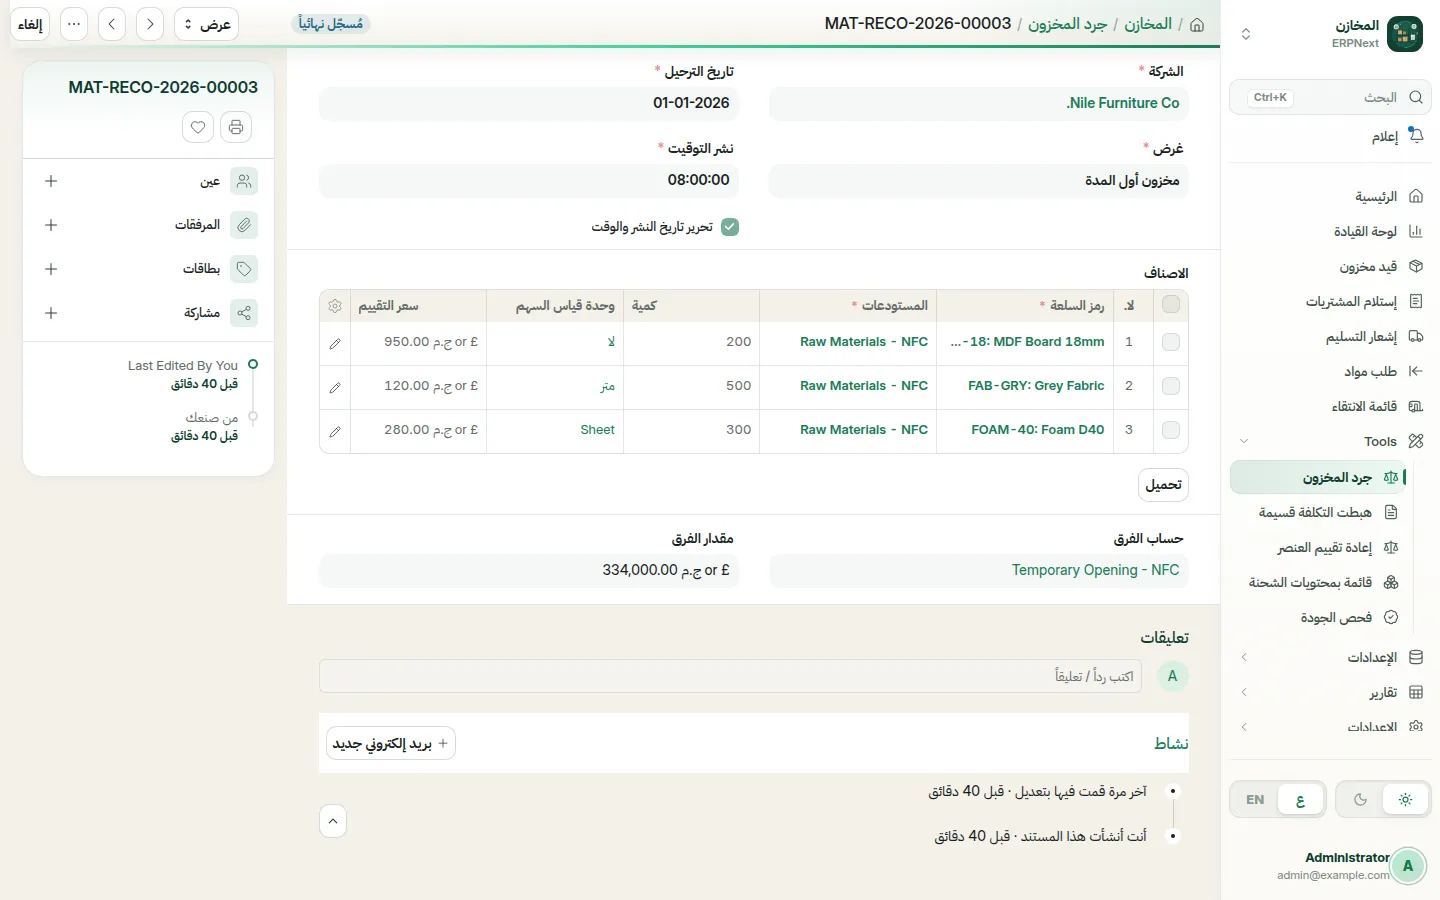 المخازن
ERPNext
البحث
Ctrl+K
إعلام
الرئيسية
لوحة القيادة
قيد مخزون
إستلام المشتريات
إشعار التسليم
طلب مواد
قائمة الانتقاء
Tools
جرد المخزون
هبطت التكلفة قسيمة
إعادة تقييم العنصر
قائمة بمحتويات الشحنة
فحص الجودة
الإعدادات
تقارير
الاعدادات
ع EN
Administrator
admin@example.com
A
المخازن / جرد المخزون / MAT-RECO-2026-00003
مُسجّل نهائياً
عرض
···
إلغاء
الشركة *
Nile Furniture Co.
تاريخ الترحيل *
01-01-2026
غرض *
مخزون أول المدة
نشر التوقيت *
08:00:00
تحرير تاريخ النشر والوقت
الاصناف
لا. رمز السلعة * المستودعات * كمية وحدة قياس السهم سعر التقييم
1 ...-18: MDF Board 18mm Raw Materials - NFC 200 لا £ or ج.م 950.00
2 FAB-GRY: Grey Fabric Raw Materials - NFC 500 متر £ or ج.م 120.00
3 FOAM-40: Foam D40 Raw Materials - NFC 300 Sheet £ or ج.م 280.00
تحميل
حساب الفرق
Temporary Opening - NFC
مقدار الفرق
£ or ج.م 334,000.00
تعليقات
A
اكتب رداً / تعليقاً
نشاط
+ بريد إلكتروني جديد
آخر مرة قمت فيها بتعديل · قبل 40 دقائق
أنت أنشأت هذا المستند · قبل 40 دقائق
MAT-RECO-2026-00003
عين
المرفقات
بطاقات
مشاركة
Last Edited By You
قبل 40 دقائق
من صنعك
قبل 40 دقائق